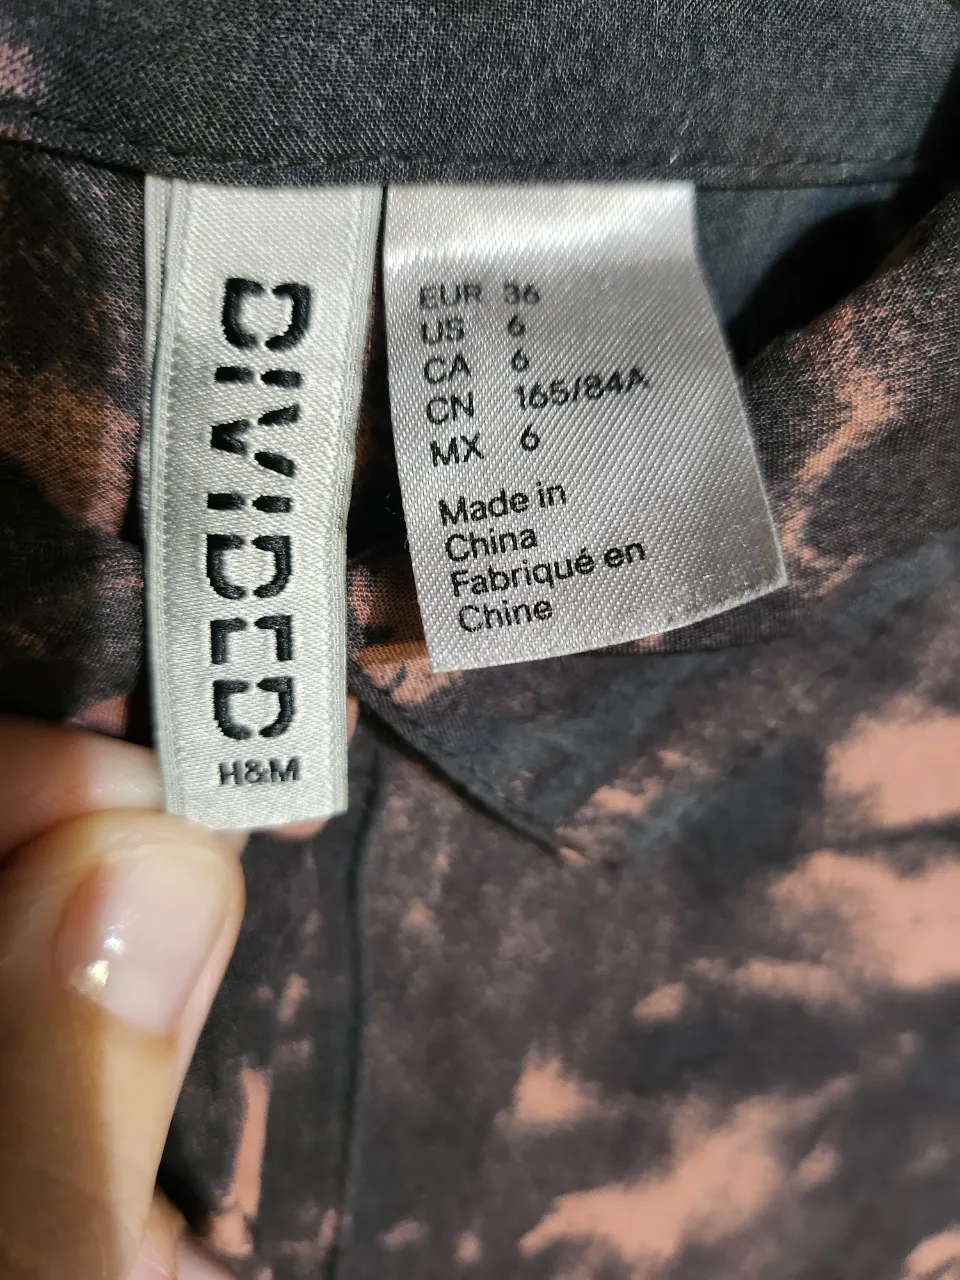 DIVIDED
H&M
EUR 36
US 6
CA 6
CN 165/84A
MX 6
Made in
China
Fabriqué en
Chine